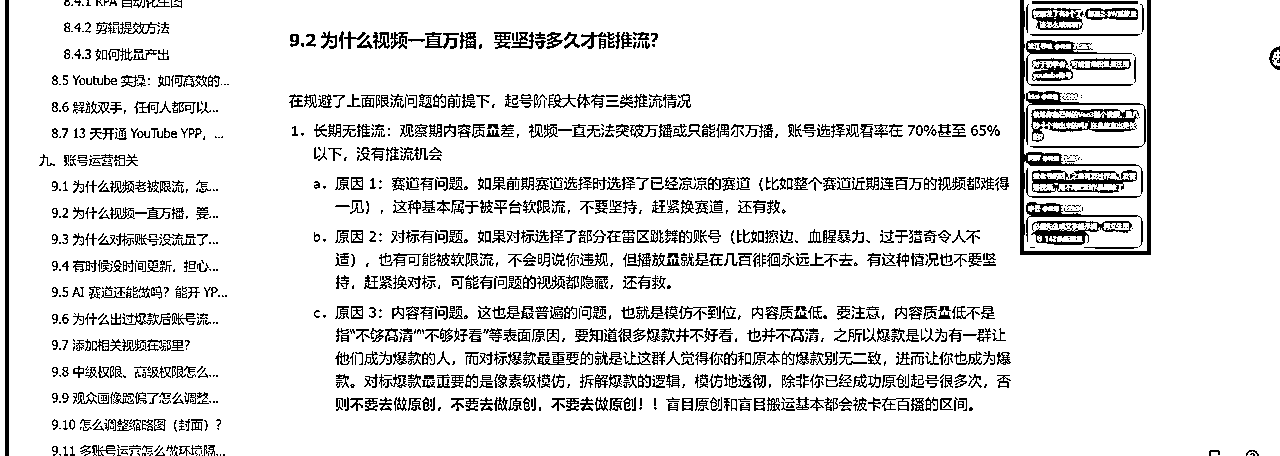 8.4.1 RPA 自动化生图
8.4.2 剪辑提效方法
8.4.3 如何批量产出
8.5 Youtube 实操：如何高效的...
8.6 解放双手，任何人都可以...
8.7 13 天开通 YouTube YPP，...
九、账号运营相关
9.1 为什么视频老被限流，怎...
9.2 为什么视频一直万播，要...
9.3 为什么对标账号没流量了...
9.4 有时候没时间更新，担心...
9.5 AI 赛道还能做吗？能开 YP...
9.6 为什么出过爆款后账号流...
9.7 添加相关视频在哪里？
9.8 中级权限、高级权限怎么...
9.9 观众画像跑偏了怎么调整...
9.10 怎么调整缩略图（封面）？
9.11 多账号运营怎么做环境隔...
9.2 为什么视频一直万播，要坚持多久才能推流？
在规避了上面限流问题的前提下，起号阶段大体有三类推流情况
1. 长期无推流：观察期内容质量差，视频一直无法突破万播或只能偶尔万播，账号选择观看率在 70%甚至 65%
以下，没有推流机会
a. 原因 1：赛道有问题。如果前期赛道选择时选择了已经凉凉的赛道（比如整个赛道近期连百万的视频都难得
一见），这种基本属于被平台软限流，不要坚持，赶紧换赛道，还有救。
b. 原因 2：对标有问题。如果对标选择了部分在雷区跳舞的账号（比如擦边、血腥暴力、过于猎奇令人不
适），也有可能被软限流，不会明说你违规，但播放量就是在几百徘徊永远上不去。有这种情况也不要坚
持，赶紧换对标，可能有问题的视频都隐藏，还有救。
c. 原因 3：内容有问题。这也是最普遍的问题，也就是模仿不到位，内容质量低。要注意，内容质量低不是
指“不够高清”“不够好看”等表面原因，要知道很多爆款并不好看，也并不高清，之所以爆款是以为有一群让
他们成为爆款的人，而对标爆款最重要的就是让这群人觉得你的和原本的爆款别无二致，进而让你也成为爆
款。对标爆款最重要的是像素级模仿，拆解爆款的逻辑，模仿地透彻，除非你已经成功原创起号很多次，否
则不要去做原创，不要去做原创，不要去做原创！！盲目原创和盲目搬运基本都会被卡在百播的区间。